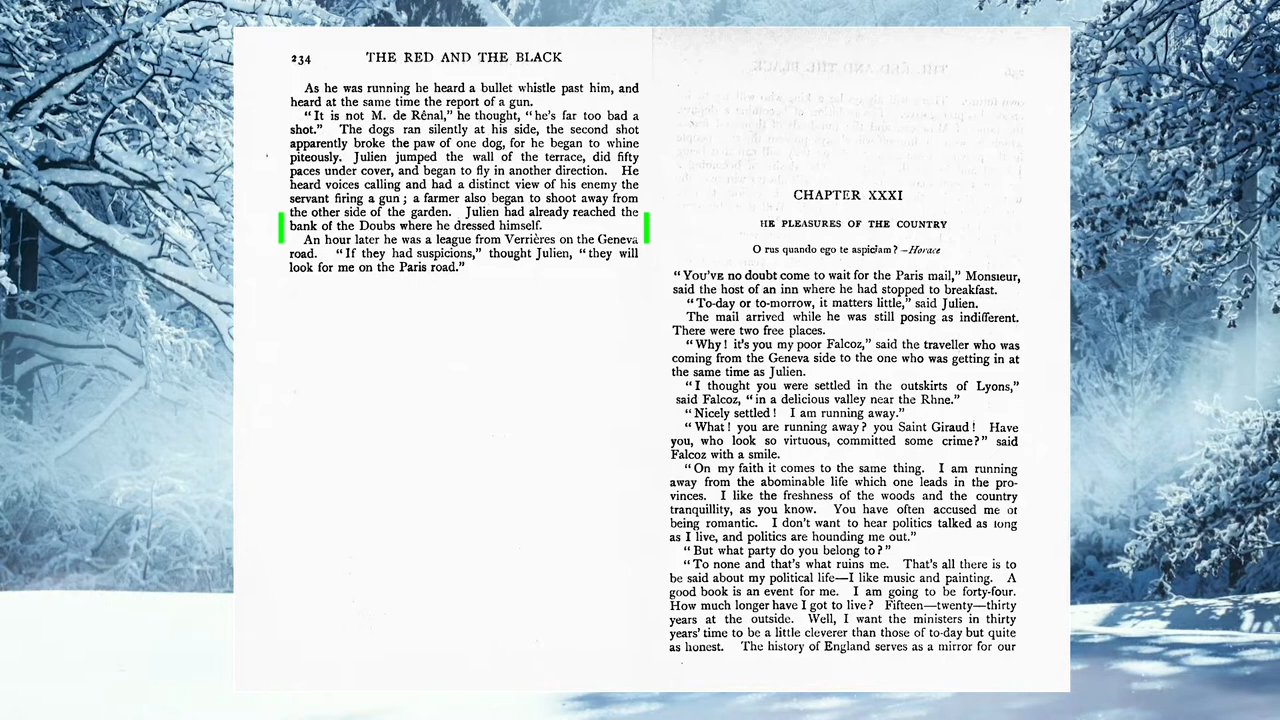 234 THE RED AND THE BLACK
As he was running he heard a bullet whistle past him, and
heard at the same time the report of a gun.
“It is not M. de Rênal,” he thought, “he’s far too bad a
shot.” The dogs ran silently at his side, the second shot
apparently broke the paw of one dog, for he began to whine
piteously. Julien jumped the wall of the terrace, did fifty
paces under cover, and began to fly in another direction. He
heard voices calling and had a distinct view of his enemy the
servant firing a gun; a farmer also began to shoot away from
the other side of the garden. Julien had already reached the
bank of the Doubs where he dressed himself.
An hour later he was a league from Verrières on the Geneva
road. “If they had suspicions,” thought Julien, “they will
look for me on the Paris road.”
CHAPTER XXXI
HE PLEASURES OF THE COUNTRY
O rus quando ego te aspiciam?—Horace
“You’ve no doubt come to wait for the Paris mail,” Monsieur,
said the host of an inn where he had stopped to breakfast.
“To-day or to-morrow, it matters little,” said Julien.
The mail arrived while he was still posing as indifferent.
There were two free places.
“Why! it’s you my poor Falcoz,” said the traveller who was
coming from the Geneva side to the one who was getting in at
the same time as Julien.
“I thought you were settled in the outskirts of Lyons,”
said Falcoz, “in a delicious valley near the Rhne.”
“Nicely settled! I am running away.”
“What! you are running away? you Saint Giraud! Have
you, who look so virtuous, committed some crime?” said
Falcoz with a smile.
“On my faith it comes to the same thing. I am running
away from the abominable life which one leads in the pro-
vinces. I like the freshness of the woods and the country
tranquillity, as you know. You have often accused me of
being romantic. I don’t want to hear politics talked as long
as I live, and politics are hounding me out.”
“But what party do you belong to?”
“To none and that’s what ruins me. That’s all there is to
be said about my political life—I like music and painting. A
good book is an event for me. I am going to be forty-four.
How much longer have I got to live? Fifteen—twenty—thirty
years at the outside. Well, I want the ministers in thirty
years’ time to be a little cleverer than those of to-day but quite
as honest. The history of England serves as a mirror for our